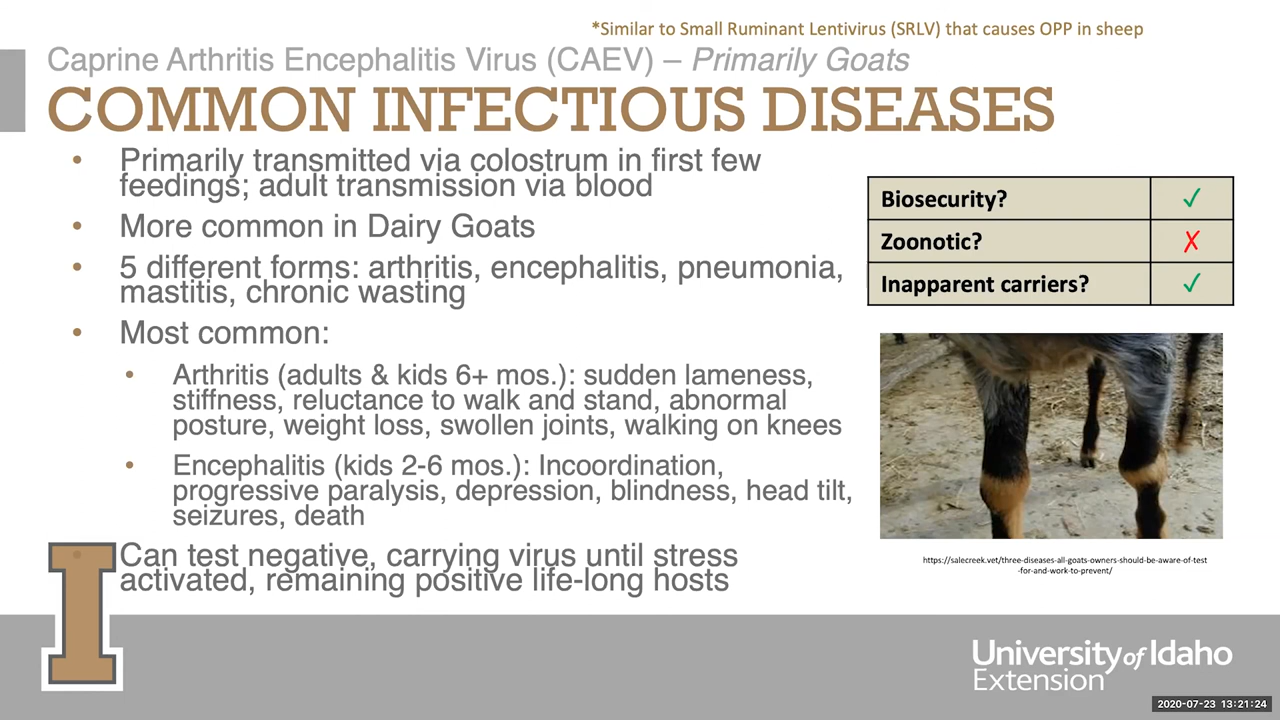 *Similar to Small Ruminant Lentivirus (SRLV) that causes OPP in sheep
Caprine Arthritis Encephalitis Virus (CAEV) – Primarily Goats
COMMON INFECTIOUS DISEASES
• Primarily transmitted via colostrum in first few
feedings; adult transmission via blood
• More common in Dairy Goats
• 5 different forms: arthritis, encephalitis, pneumonia,
mastitis, chronic wasting
• Most common:
• Arthritis (adults & kids 6+ mos.): sudden lameness,
stiffness, reluctance to walk and stand, abnormal
posture, weight loss, swollen joints, walking on knees
• Encephalitis (kids 2-6 mos.): Incoordination,
progressive paralysis, depression, blindness, head tilt,
seizures, death
• Can test negative, carrying virus until stress
activated, remaining positive life-long hosts
Biosecurity? ✓
Zoonotic? ✗
Inapparent carriers? ✓
https://salecreek.vet/three-diseases-all-goats-owners-should-be-aware-of-test
-for-and-work-to-prevent/
I
University of Idaho
Extension
2020-07-23 13:21:24